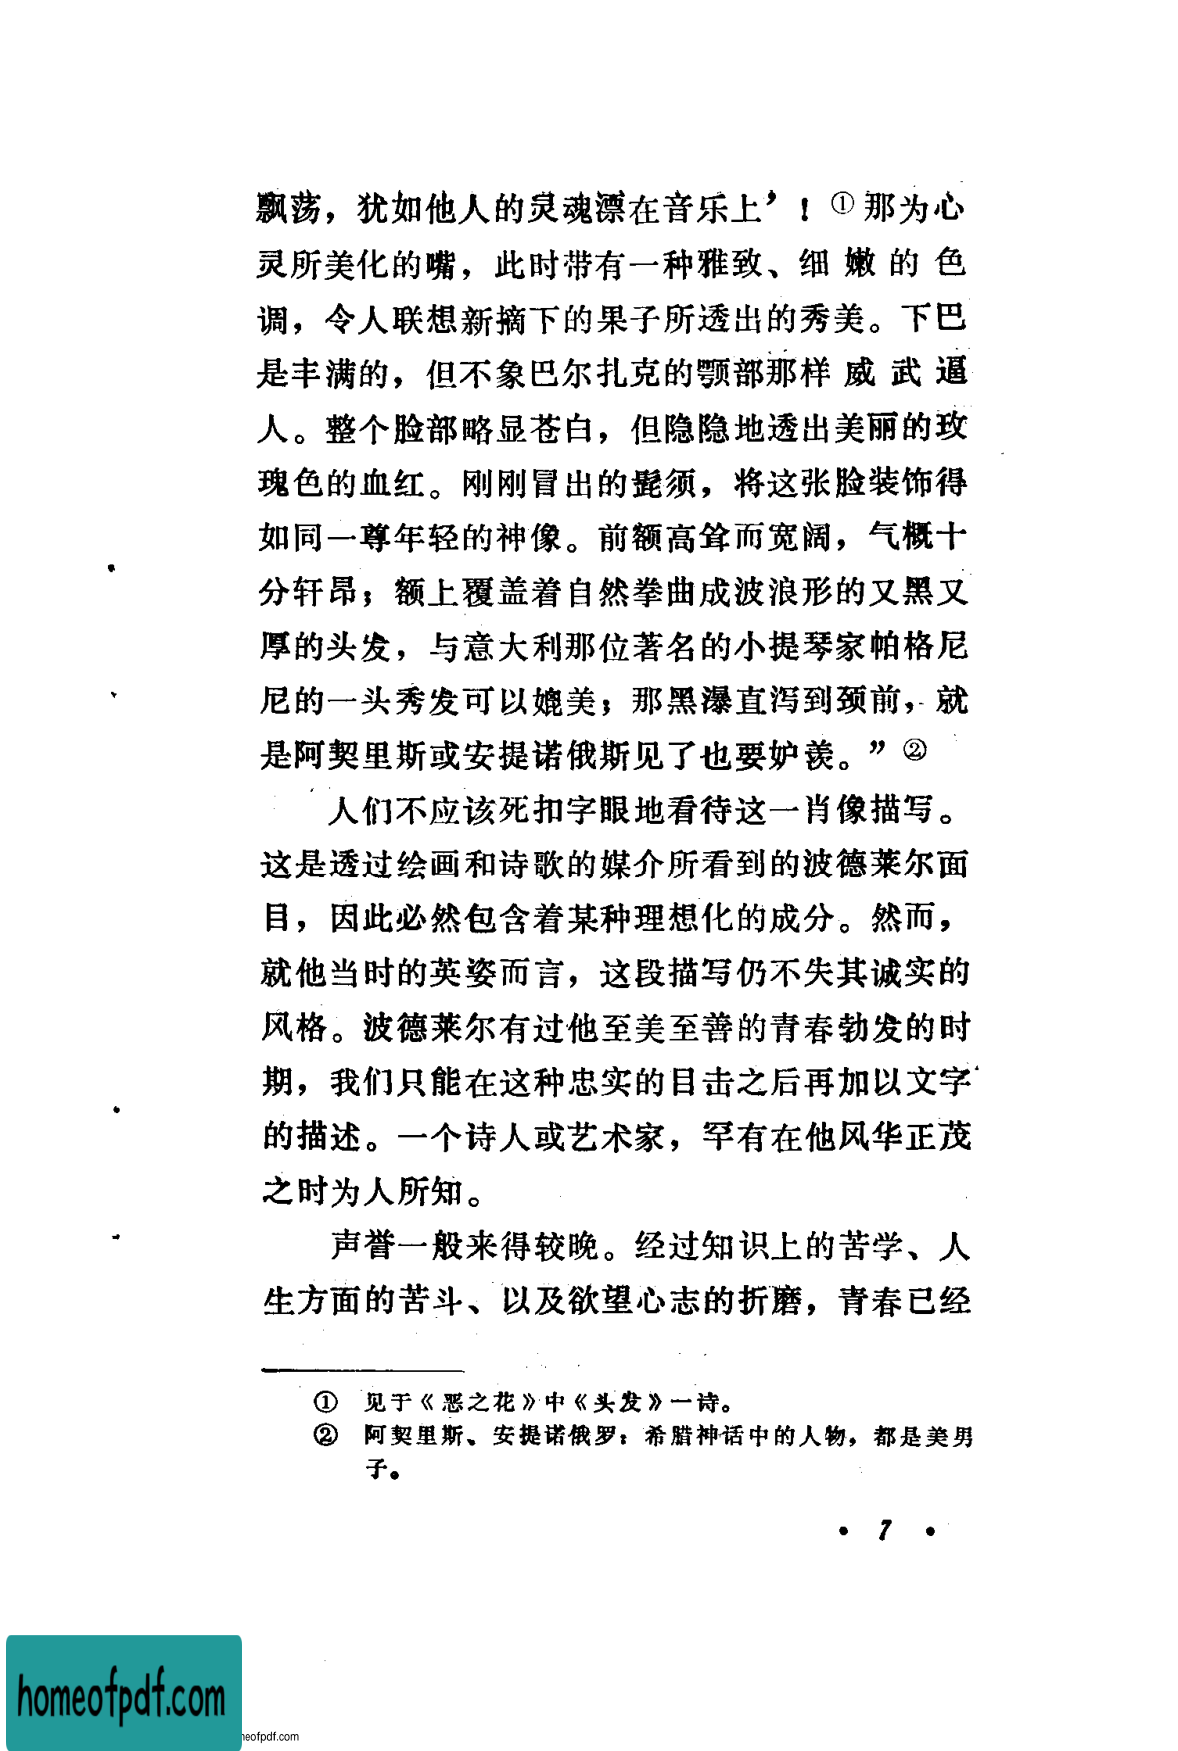 飘荡，犹如他人的灵魂漂在音乐上’！①那为心
灵所美化的嘴，此时带有一种雅致、细嫩的色
调，令人联想新摘下的果子所透出的秀美。下巴
是丰满的，但不象巴尔扎克的颚部那样威武逼
人。整个脸部略显苍白，但隐隐地透出美丽的玫
瑰色的血红。刚刚冒出的髭须，将这张脸装饰得
如同一尊年轻的神像。前额高耸而宽阔，气概十
分轩昂；额上覆盖着自然拳曲成波浪形的又黑又
厚的头发，与意大利那位著名的小提琴家帕格尼
尼的一头秀发可以媲美；那黑瀑直泻到颈前，就
是阿契里斯或安提诺俄斯见了也要妒羡。”②
人们不应该死扣字眼地看待这一肖像描写。
这是透过绘画和诗歌的媒介所看到的波德莱尔面
目，因此必然包含着某种理想化的成分。然而，
就他当时的英姿而言，这段描写仍不失其诚实的
风格。波德莱尔有过他至美至善的青春勃发的时
期，我们只能在这种忠实的目击之后再加以文字
的描述。一个诗人或艺术家，罕有在他风华正茂
之时为人所知。
声誉一般来得较晚。经过知识上的苦学、人
生方面的苦斗、以及欲望心志的折磨，青春已经
① 见于《恶之花》中《头发》一诗。
② 阿契里斯、安提诺俄罗：希腊神话中的人物，都是美男
子。
• 7 •
homeofpdf.com
eofpdf.com